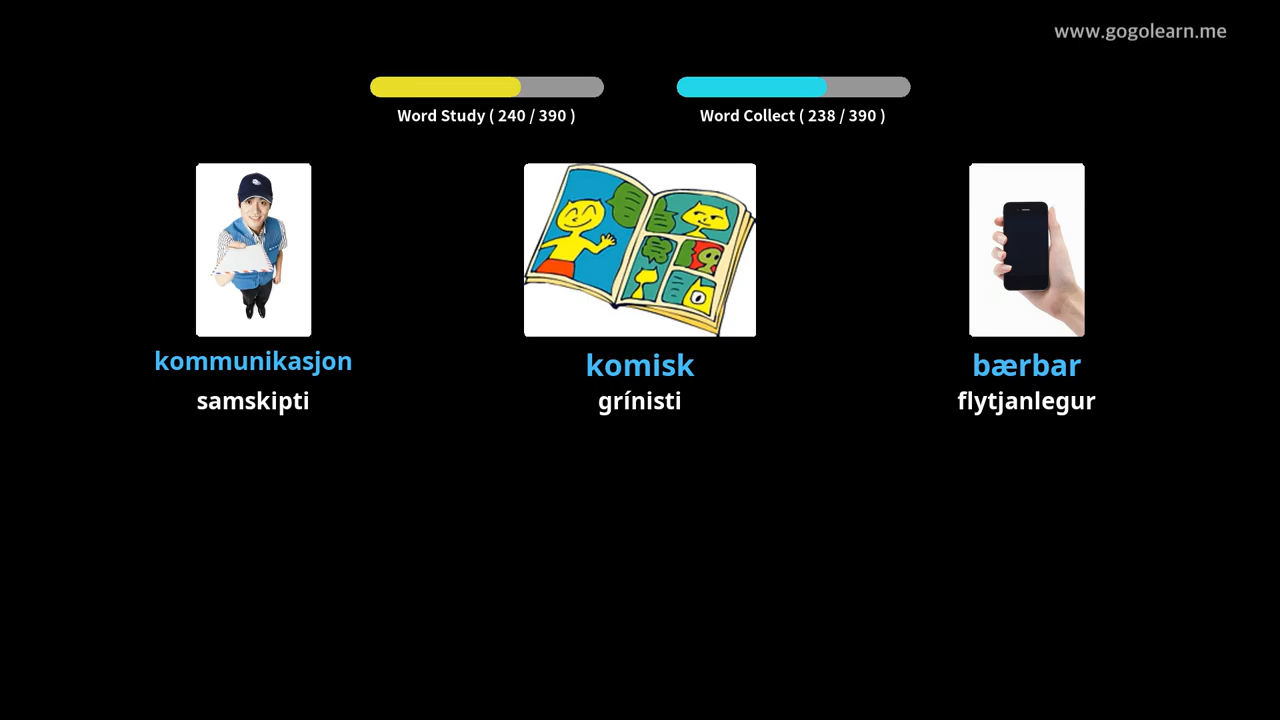 www.gogolearn.me
Word Study ( 240 / 390 )
Word Collect ( 238 / 390 )
kommunikasjon
samskipti
komisk
grínisti
bærbar
flytjanlegur